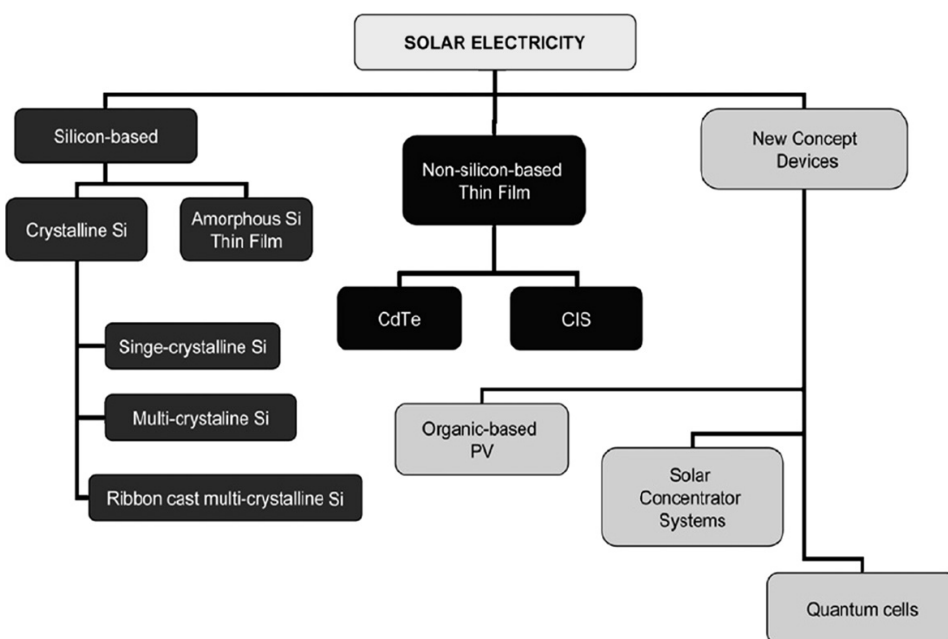 SOLAR ELECTRICITY
Silicon-based
Non-silicon-based
Thin Film
New Concept
Devices
Crystalline Si
Amorphous Si
Thin Film
CdTe
CIS
Singe-crystalline Si
Multi-crystaline Si
Ribbon cast multi-crystalline Si
Organic-based
PV
Solar
Concentrator
Systems
Quantum cells